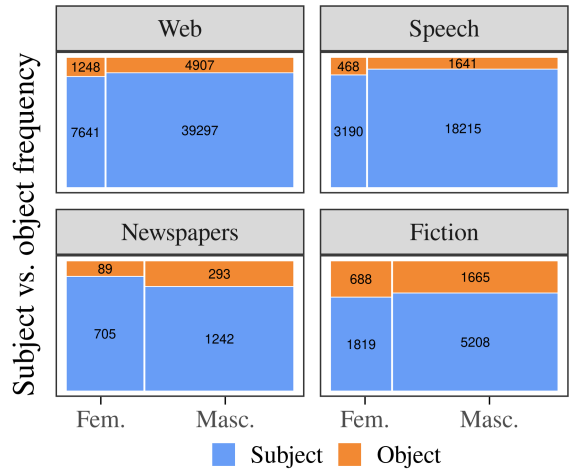 Subject vs. object frequency
Web
1248
4907
7641
39297
Speech
468
1641
3190
18215
Newspapers
89
293
705
1242
Fiction
688
1665
1819
5208
Fem.
Masc.
Fem.
Masc.
Subject
Object